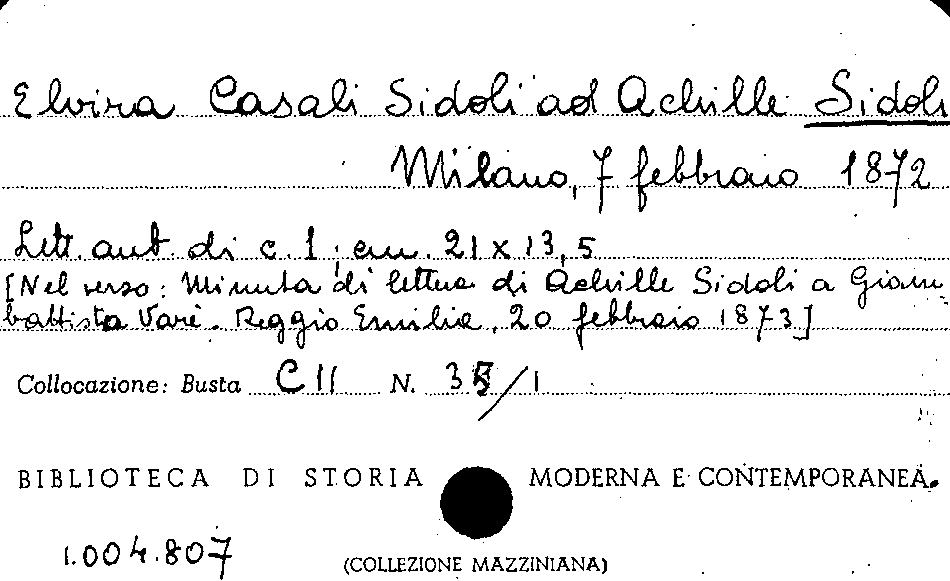 Elvira Casali Sidoli ad Achille Sidoli
Milano, 7 febbraio 1872
Lett. aut. di c. 1; cm. 21 x 13,5
[Nel verso: Minuta di lettera di Achille Sidoli a Giam
battista Varè. Reggio Emilia, 20 febbraio 1873]
Collocazione: Busta CII N. 35/1
BIBLIOTECA DI STORIA MODERNA E CONTEMPORANEA.
1.004.807
(COLLEZIONE MAZZINIANA)